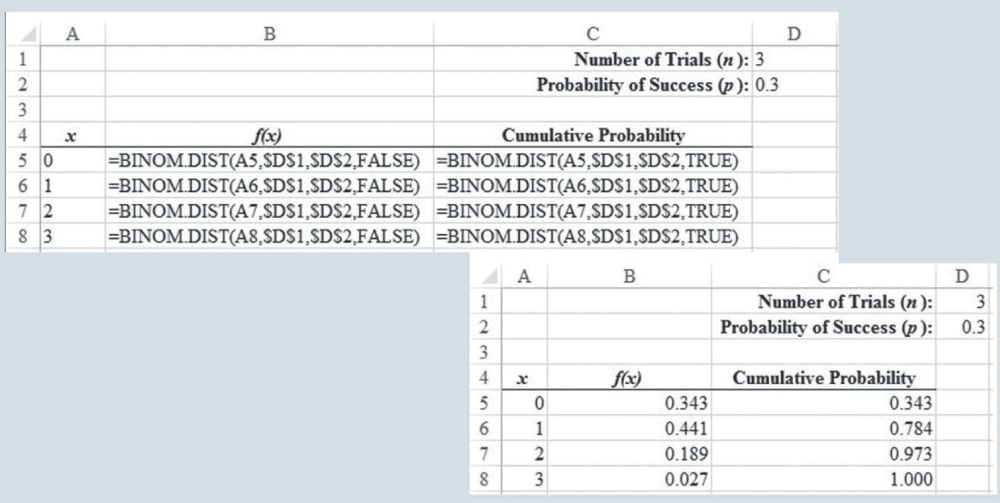 A B C D
1 Number of Trials (n): 3
2 Probability of Success (p): 0.3
3
4 x f(x) Cumulative Probability
5 0 =BINOM.DIST(A5,$D$1,$D$2,FALSE) =BINOM.DIST(A5,$D$1,$D$2,TRUE)
6 1 =BINOM.DIST(A6,$D$1,$D$2,FALSE) =BINOM.DIST(A6,$D$1,$D$2,TRUE)
7 2 =BINOM.DIST(A7,$D$1,$D$2,FALSE) =BINOM.DIST(A7,$D$1,$D$2,TRUE)
8 3 =BINOM.DIST(A8,$D$1,$D$2,FALSE) =BINOM.DIST(A8,$D$1,$D$2,TRUE)
A B C D
1 Number of Trials (n): 3
2 Probability of Success (p): 0.3
3
4 x f(x) Cumulative Probability
5 0 0.343 0.343
6 1 0.441 0.784
7 2 0.189 0.973
8 3 0.027 1.000